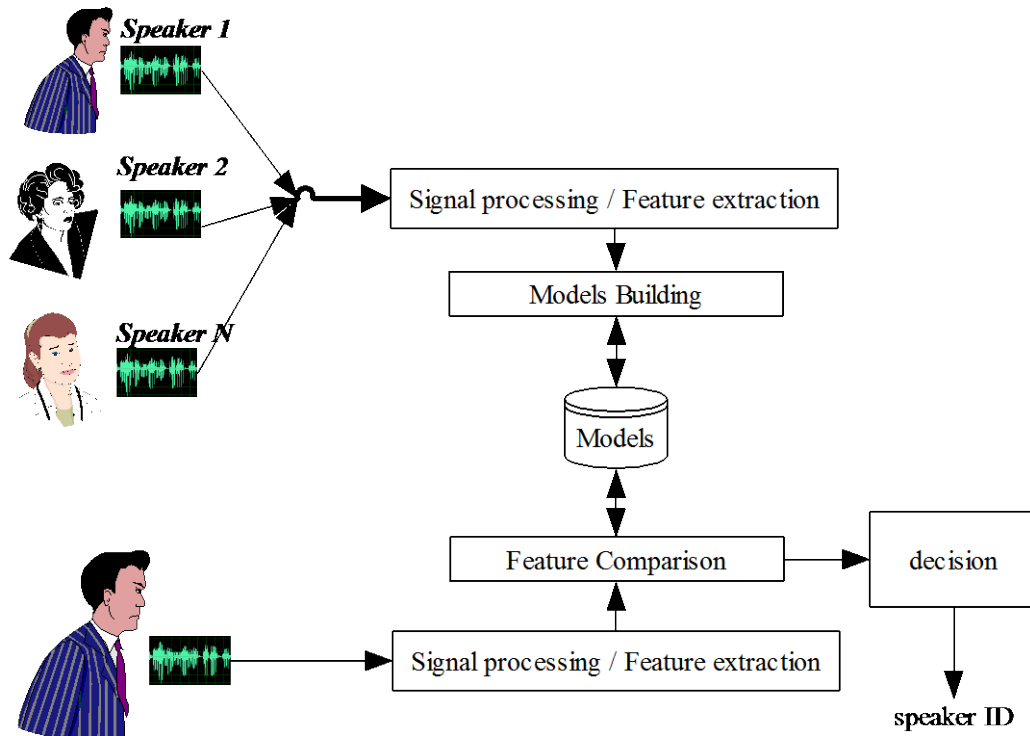 Speaker 1
Speaker 2
Signal processing / Feature extraction
Models Building
Speaker N
Models
Feature Comparison
decision
Signal processing / Feature extraction
speaker ID